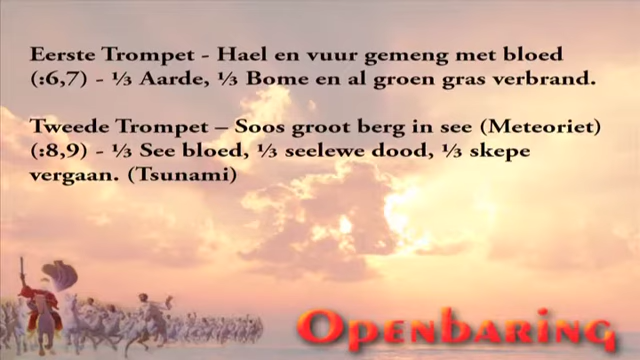 Eerste Trompet - Hael en vuur gemeng met bloed
(:6,7) - ⅓ Aarde, ⅓ Bome en al groen gras verbrand.
Tweede Trompet – Soos groot berg in see (Meteoriet)
(:8,9) - ⅓ See bloed, ⅓ seelewe dood, ⅓ skepe
vergaan. (Tsunami)
Openbaring